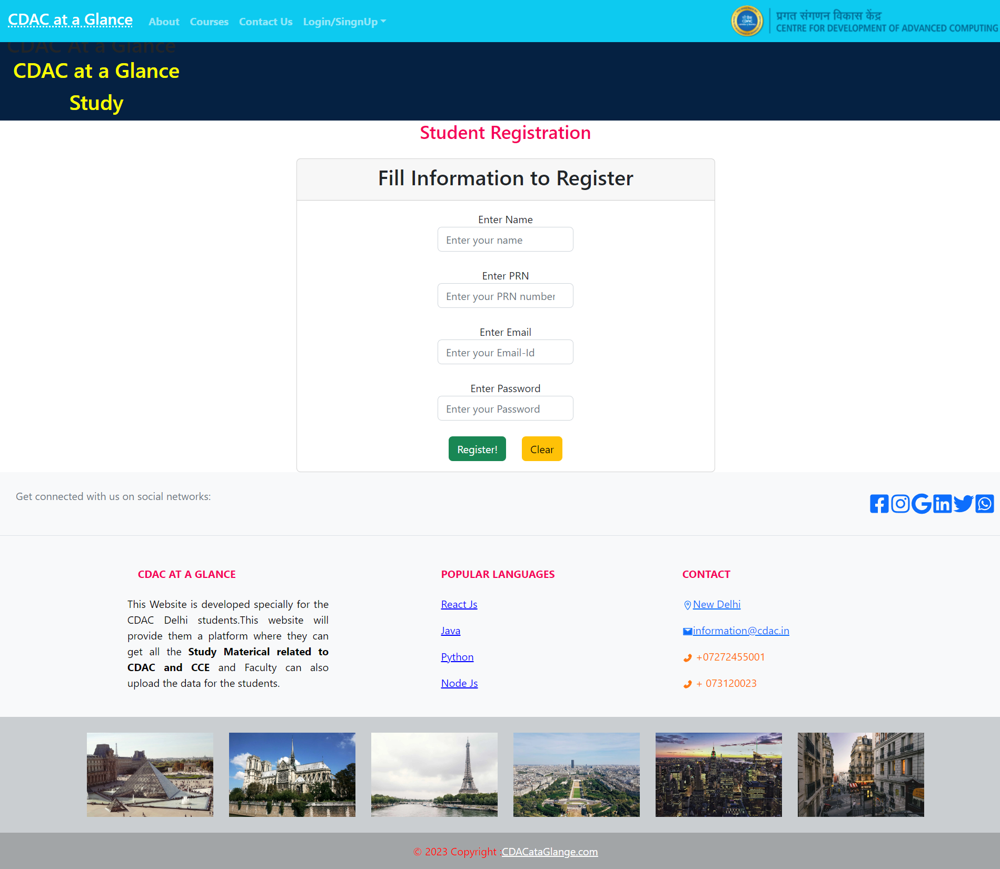 CDAC at a Glance
About
Courses
Contact Us
Login/SingnUp
प्रगत संगणन विकास केंद्र
CENTRE FOR DEVELOPMENT OF ADVANCED COMPUTING
CDAC At a Glance
CDAC at a Glance
Study
Student Registration
Fill Information to Register
Enter Name
Enter your name
Enter PRN
Enter your PRN number
Enter Email
Enter your Email-Id
Enter Password
Enter your Password
Register!
Clear
Get connected with us on social networks:
CDAC AT A GLANCE
This Website is developed specially for the
CDAC Delhi students.This website will
provide them a platform where they can
get all the Study Materical related to
CDAC and CCE and Faculty can also
upload the data for the students.
POPULAR LANGUAGES
React Js
Java
Python
Node Js
CONTACT
New Delhi
information@cdac.in
+07272455001
+ 073120023
© 2023 Copyright :CDACataGlange.com